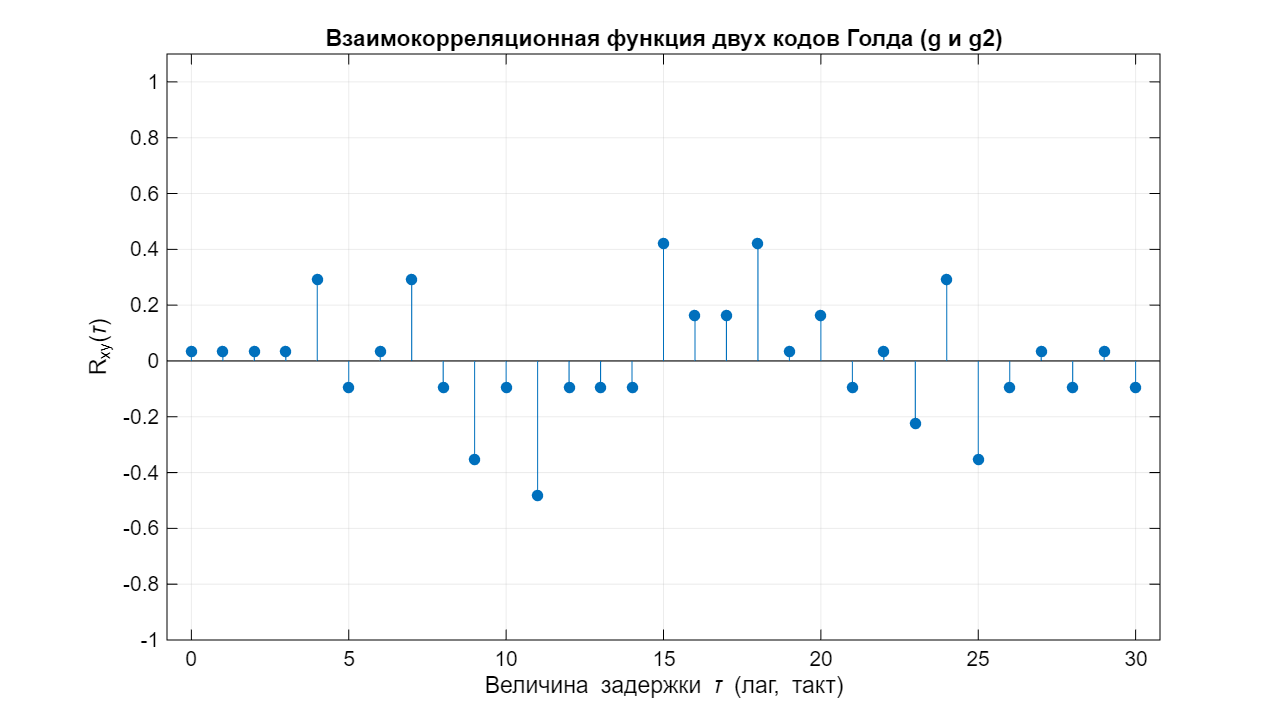 Взаимокорреляционная функция двух кодов Голда (g и g2)
1
0.8
0.6
0.4
0.2
0
-0.2
-0.4
-0.6
-0.8
-1
R_xy(τ)
0 5 10 15 20 25 30
Величина задержки τ (лаг, такт)